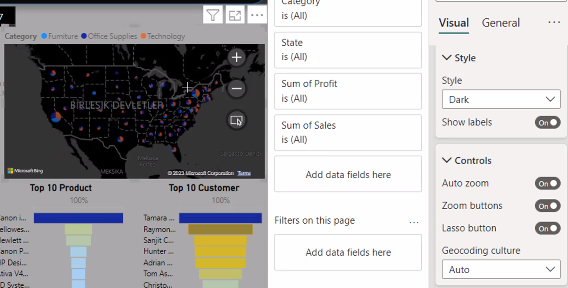 7
Category Furniture Office Supplies Technology
BİRLEŞİK DEVLETLER
MEKSİKA
Microsoft Bing
© 2023 Microsoft Corporation Terms
Top 10 Product
100%
anon i...
ellowes...
ewlett ...
anon P...
P Desi...
ativa V4...
Top 10 Customer
100%
Tamara ...
Raymon...
Sanjit C...
Hunter ...
Adrian ...
Tom As...
Christo...
Category
is (All)
State
is (All)
Sum of Profit
is (All)
Sum of Sales
is (All)
Add data fields here
Filters on this page ...
Add data fields here
Visual General ...
Style
Style
Dark
Show labels On
Controls
Auto zoom On
Zoom buttons On
Lasso button On
Geocoding culture
Auto